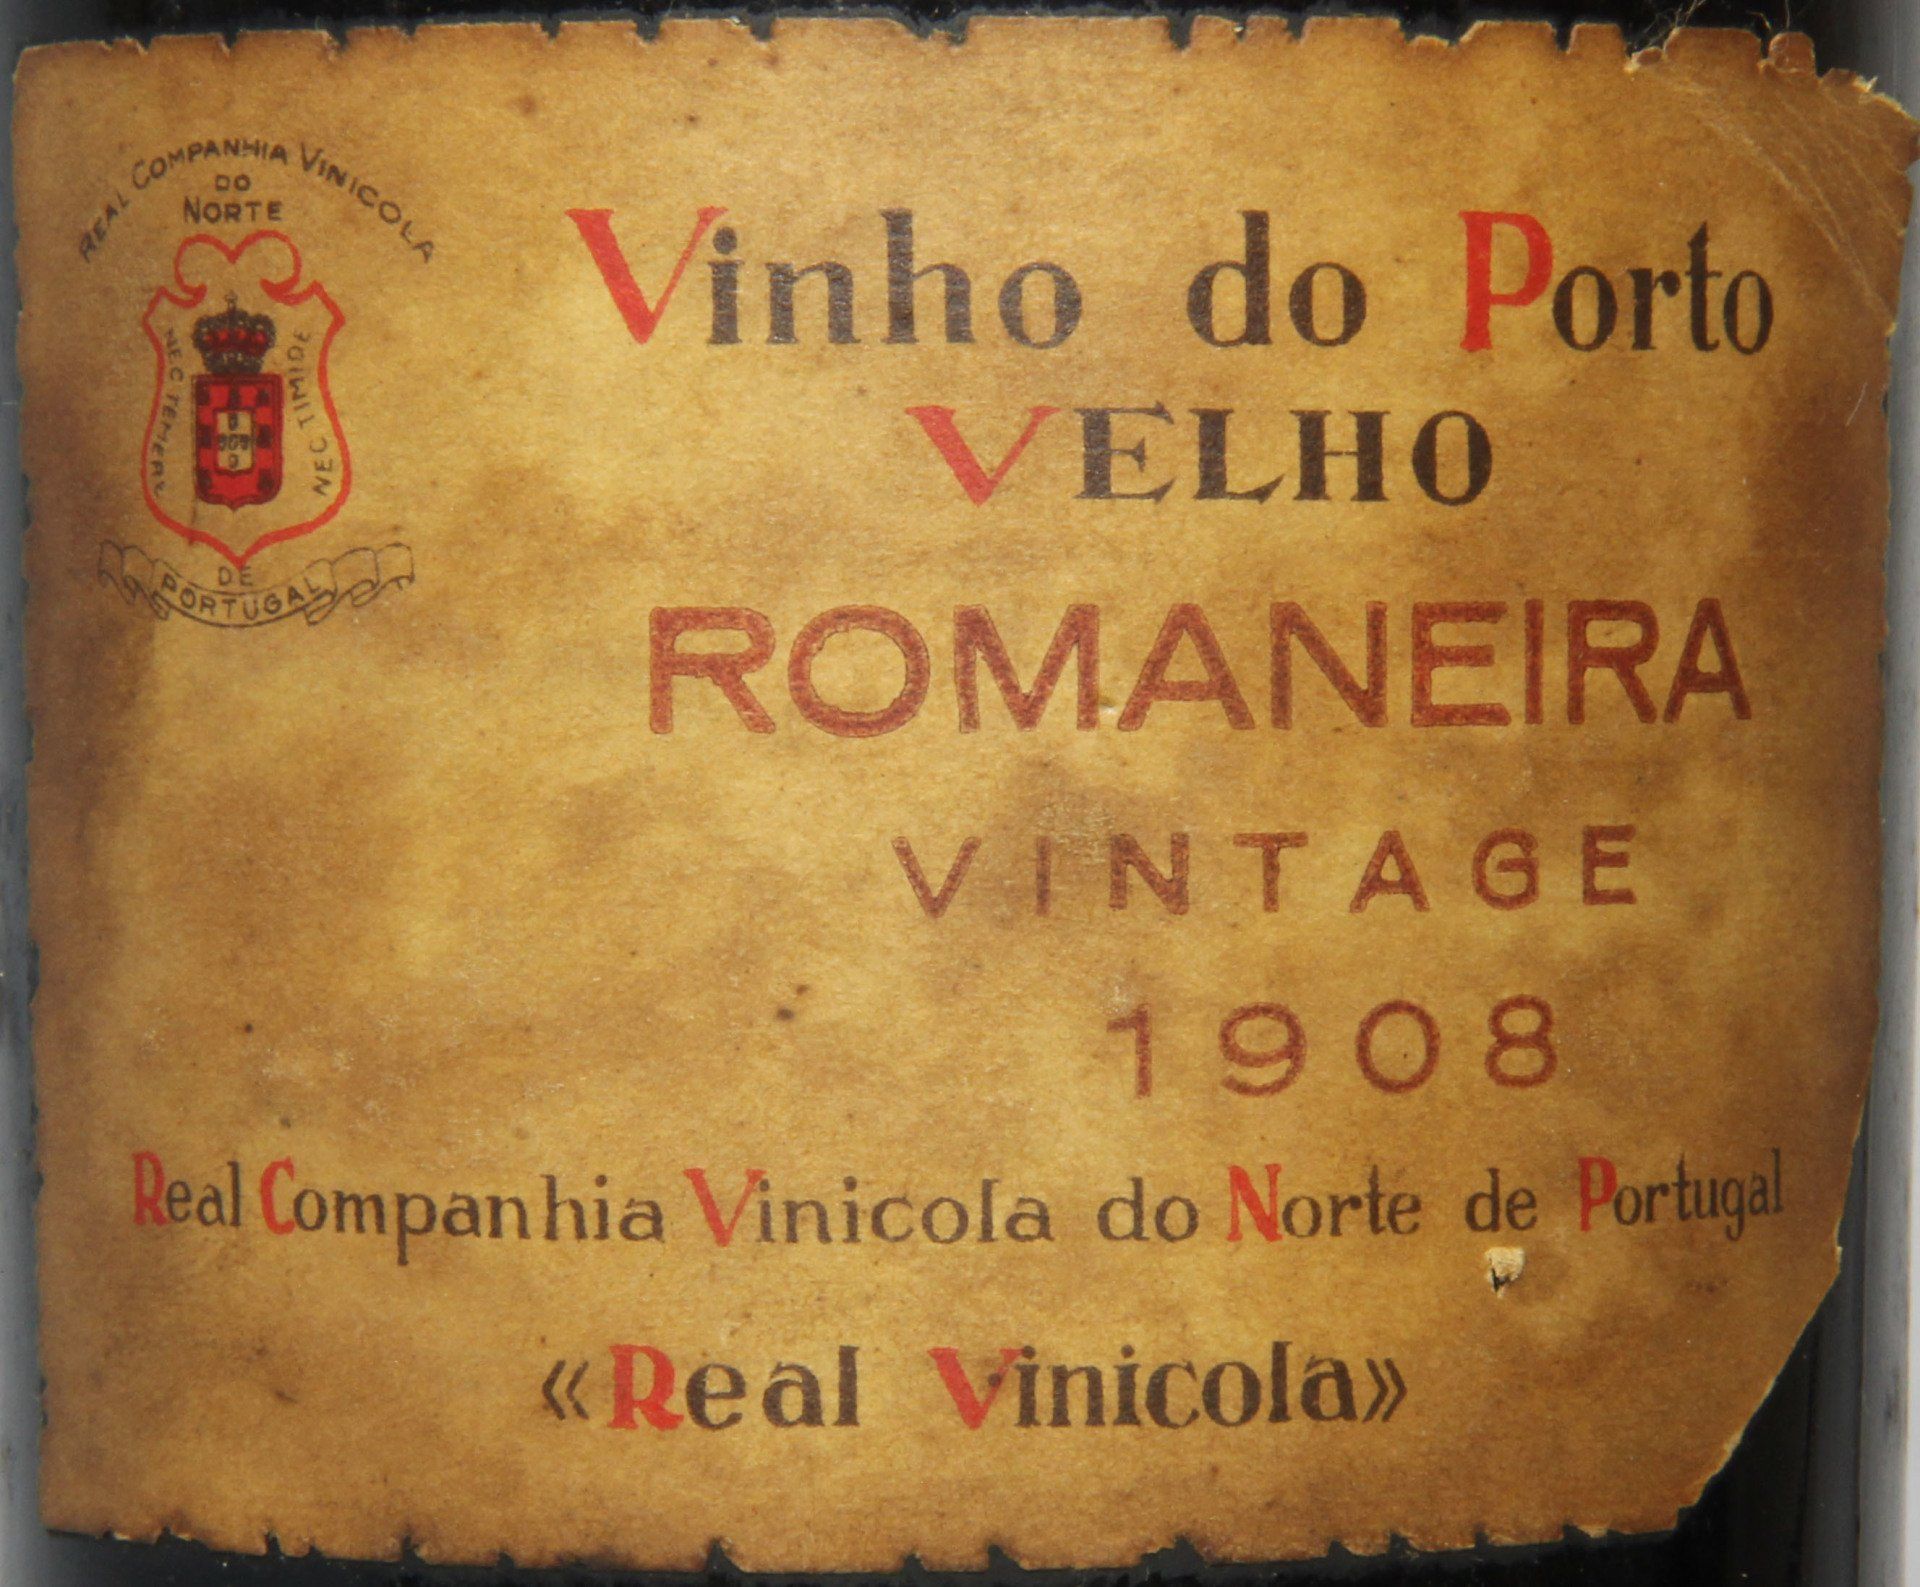 REAL COMPANHIA VINICOLA
DO
NORTE
NEC TEMERE
NEC TIMIDE
DE
PORTUGAL
Vinho do Porto
VELHO
ROMANEIRA
VINTAGE
1908
Real Companhia Vinicola do Norte de Portugal
«Real Vinicola»